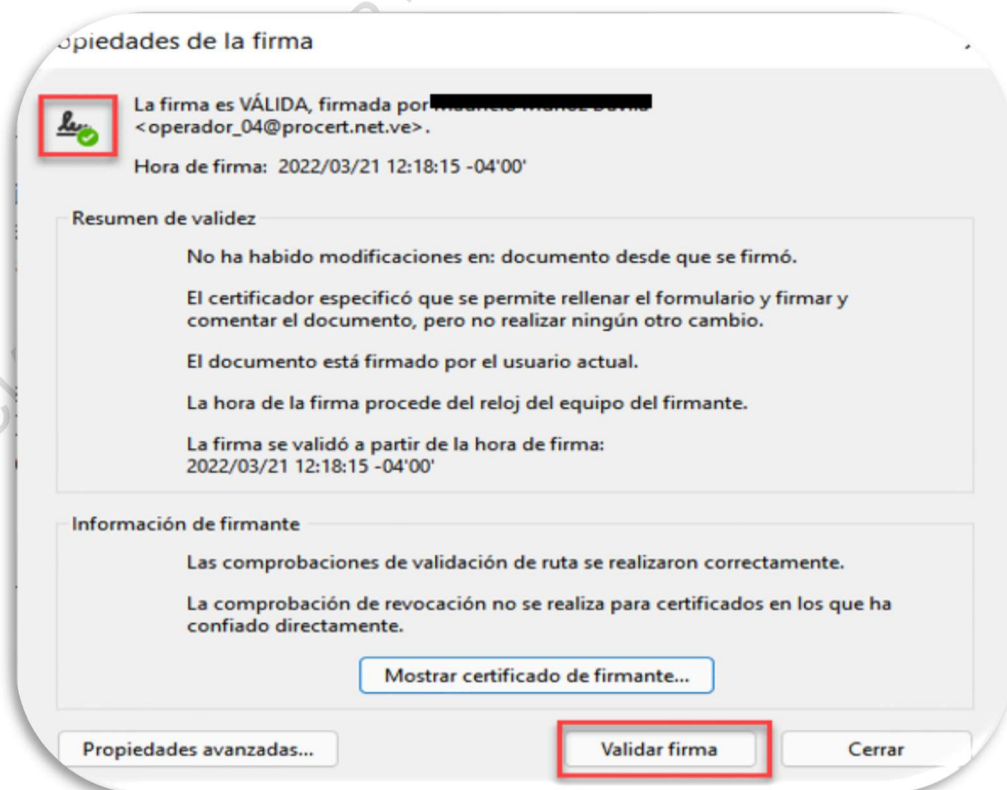 opiedades de la firma
La firma es VÁLIDA, firmada por
<operador_04@procert.net.ve>.
Hora de firma: 2022/03/21 12:18:15 -04'00'
Resumen de validez
No ha habido modificaciones en: documento desde que se firmó.
El certificador especificó que se permite rellenar el formulario y firmar y
comentar el documento, pero no realizar ningún otro cambio.
El documento está firmado por el usuario actual.
La hora de la firma procede del reloj del equipo del firmante.
La firma se validó a partir de la hora de firma:
2022/03/21 12:18:15 -04'00'
Información de firmante
Las comprobaciones de validación de ruta se realizaron correctamente.
La comprobación de revocación no se realiza para certificados en los que ha
confiado directamente.
Mostrar certificado de firmante...
Propiedades avanzadas...
Validar firma
Cerrar